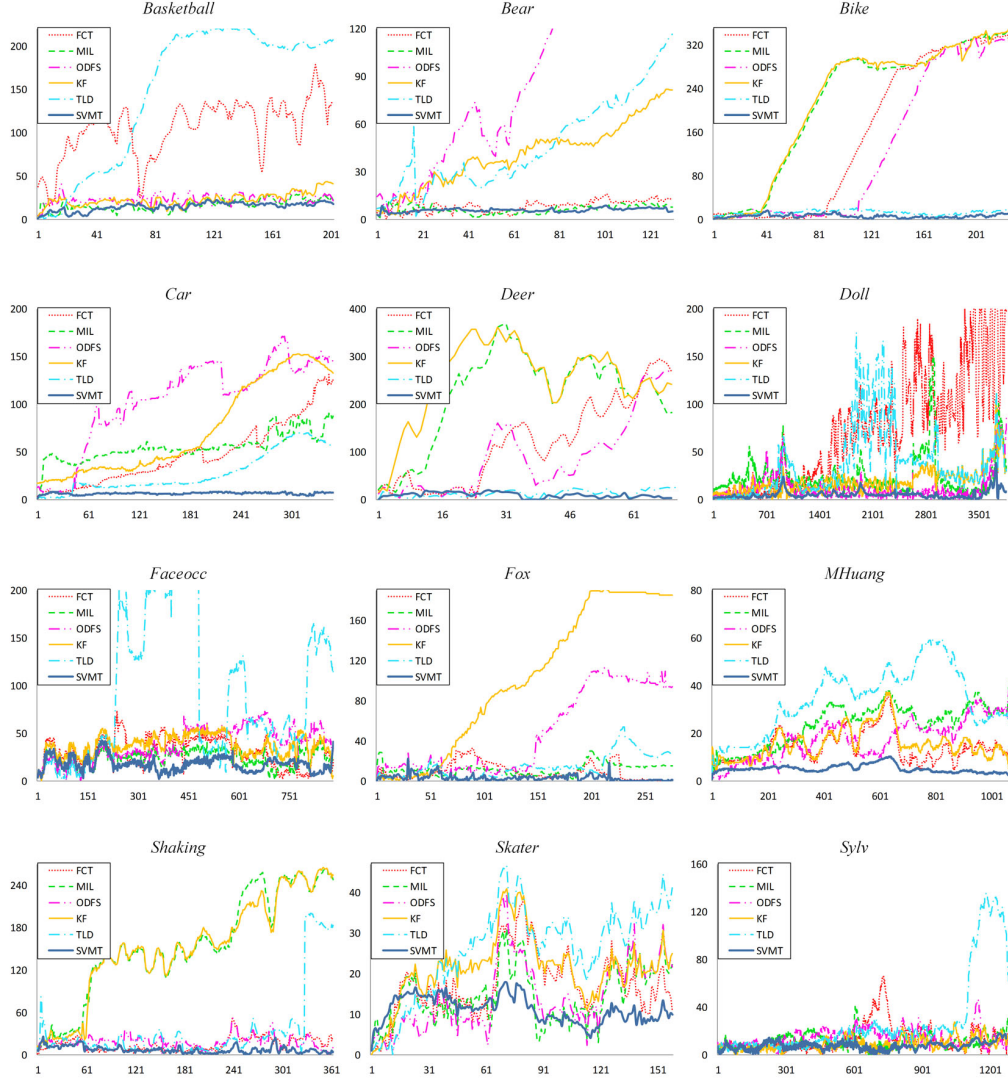 Basketball
200
150
100
50
0
1 41 81 121 161 201
FCT
MIL
ODFS
KF
TLD
SVMT
Bear
120
90
60
30
0
1 21 41 61 81 101 121
FCT
MIL
ODFS
KF
TLD
SVMT
Bike
320
240
160
80
0
1 41 81 121 161 201
FCT
MIL
ODFS
KF
TLD
SVMT
Car
200
150
100
50
0
1 61 121 181 241 301
FCT
MIL
ODFS
KF
TLD
SVMT
Deer
400
300
200
100
0
1 16 31 46 61
FCT
MIL
ODFS
KF
TLD
SVMT
Doll
200
150
100
50
0
1 701 1401 2101 2801 3501
FCT
MIL
ODFS
KF
TLD
SVMT
Faceocc
200
150
100
50
0
1 151 301 451 601 751
FCT
MIL
ODFS
KF
TLD
SVMT
Fox
160
120
80
40
0
1 51 101 151 201 251
FCT
MIL
ODFS
KF
TLD
SVMT
MHuang
80
60
40
20
0
1 201 401 601 801 1001
FCT
MIL
ODFS
KF
TLD
SVMT
Shaking
240
180
120
60
0
1 61 121 181 241 301 361
FCT
MIL
ODFS
KF
TLD
SVMT
Skater
40
30
20
10
0
1 31 61 91 121 151
FCT
MIL
ODFS
KF
TLD
SVMT
Sylv
160
120
80
40
0
1 301 601 901 1201
FCT
MIL
ODFS
KF
TLD
SVMT